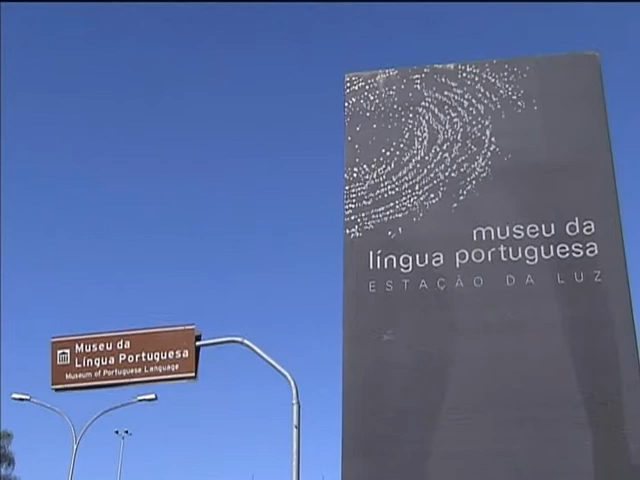 museu da
língua portuguesa
ESTAÇÃO DA LUZ
Museu da
Língua Portuguesa
Museum of Portuguese Language